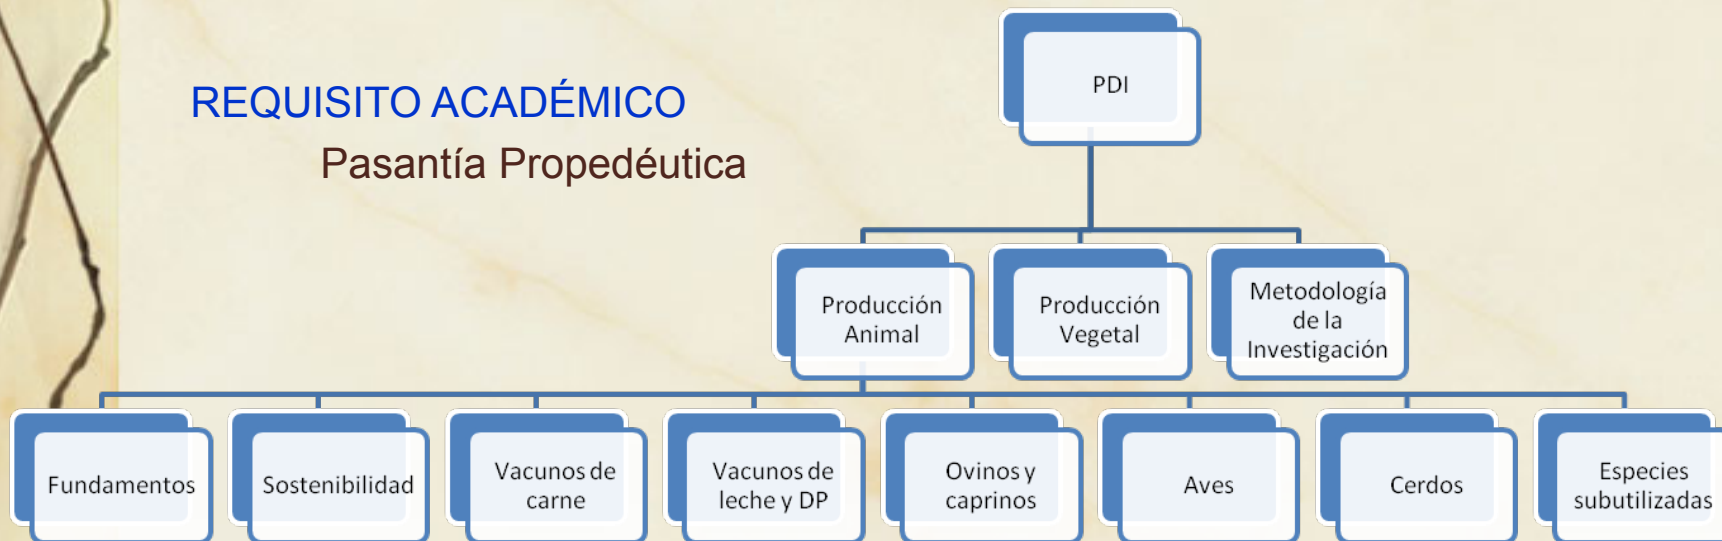 REQUISITO ACADÉMICO
Pasantía Propedéutica
PDI
Producción
Animal
Producción
Vegetal
Metodología
de la
Investigación
Fundamentos
Sostenibilidad
Vacunos de
carne
Vacunos de
leche y DP
Ovinos y
caprinos
Aves
Cerdos
Especies
subutilizadas